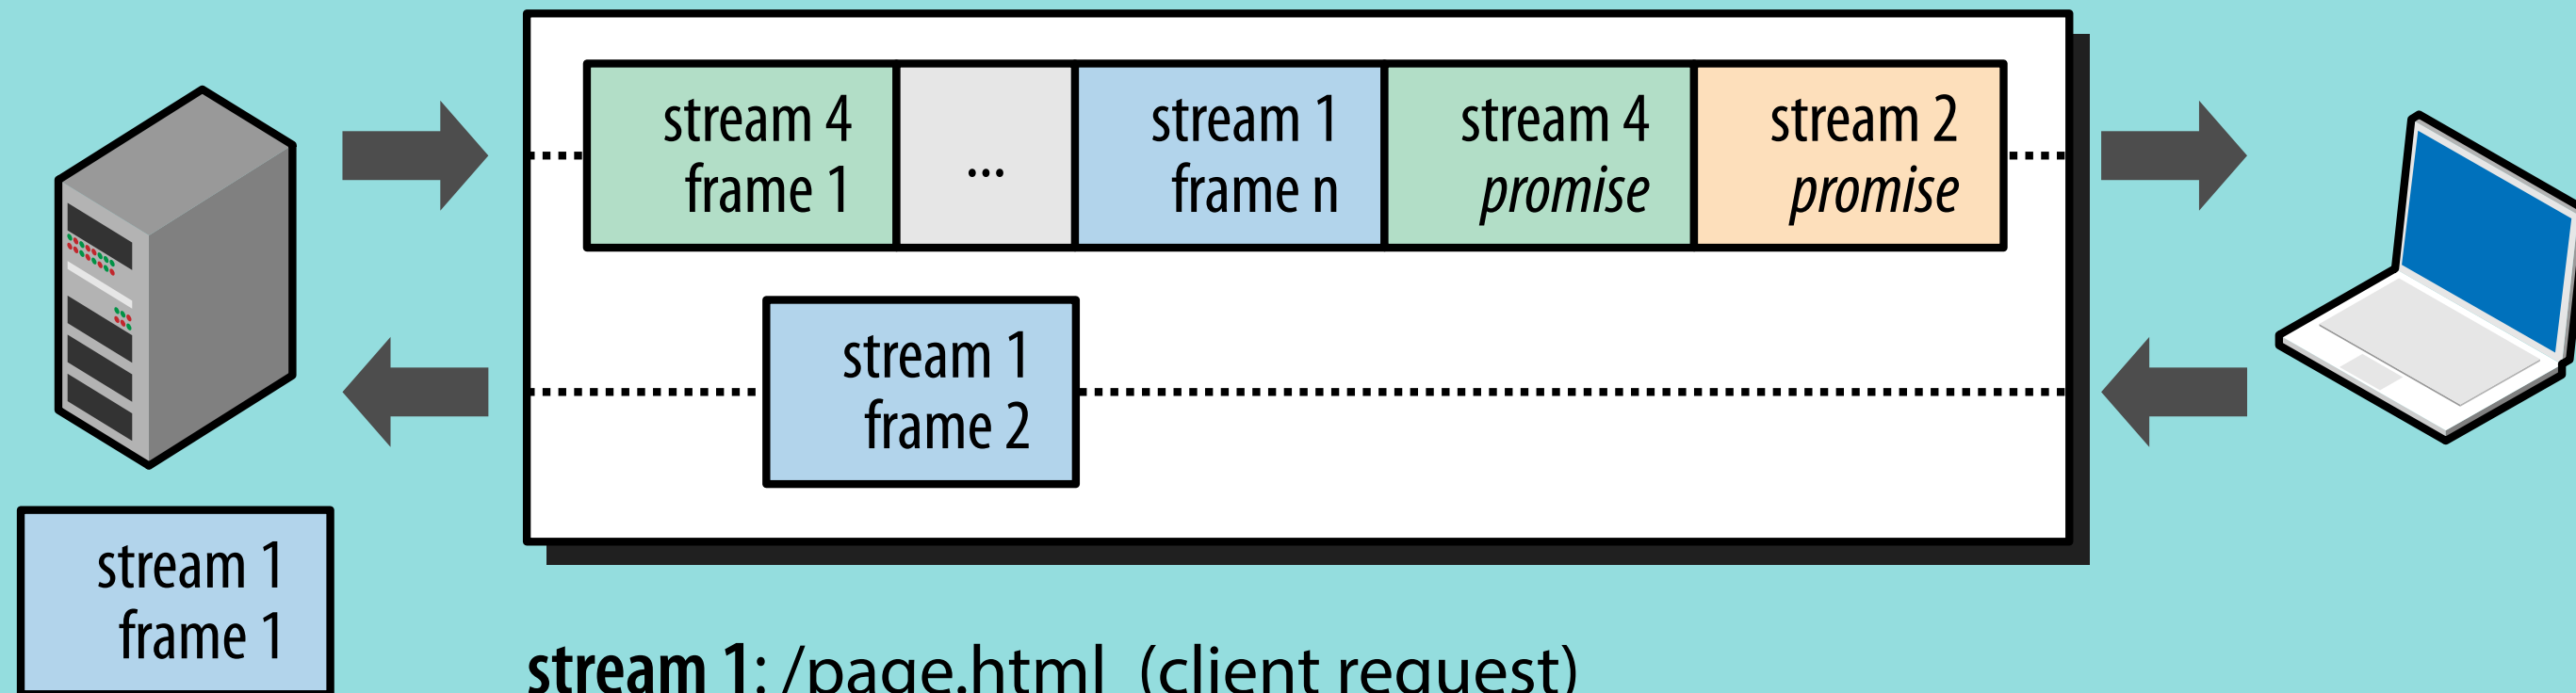 stream 4
frame 1
...
stream 1
frame n
stream 4
promise
stream 2
promise
stream 1
frame 2
stream 1
frame 1
stream 1: /page.html (client request)